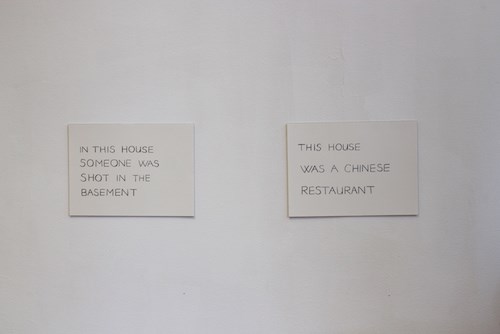 IN THIS HOUSE
SOMEONE WAS
SHOT IN THE
BASEMENT
THIS HOUSE
WAS A CHINESE
RESTAURANT